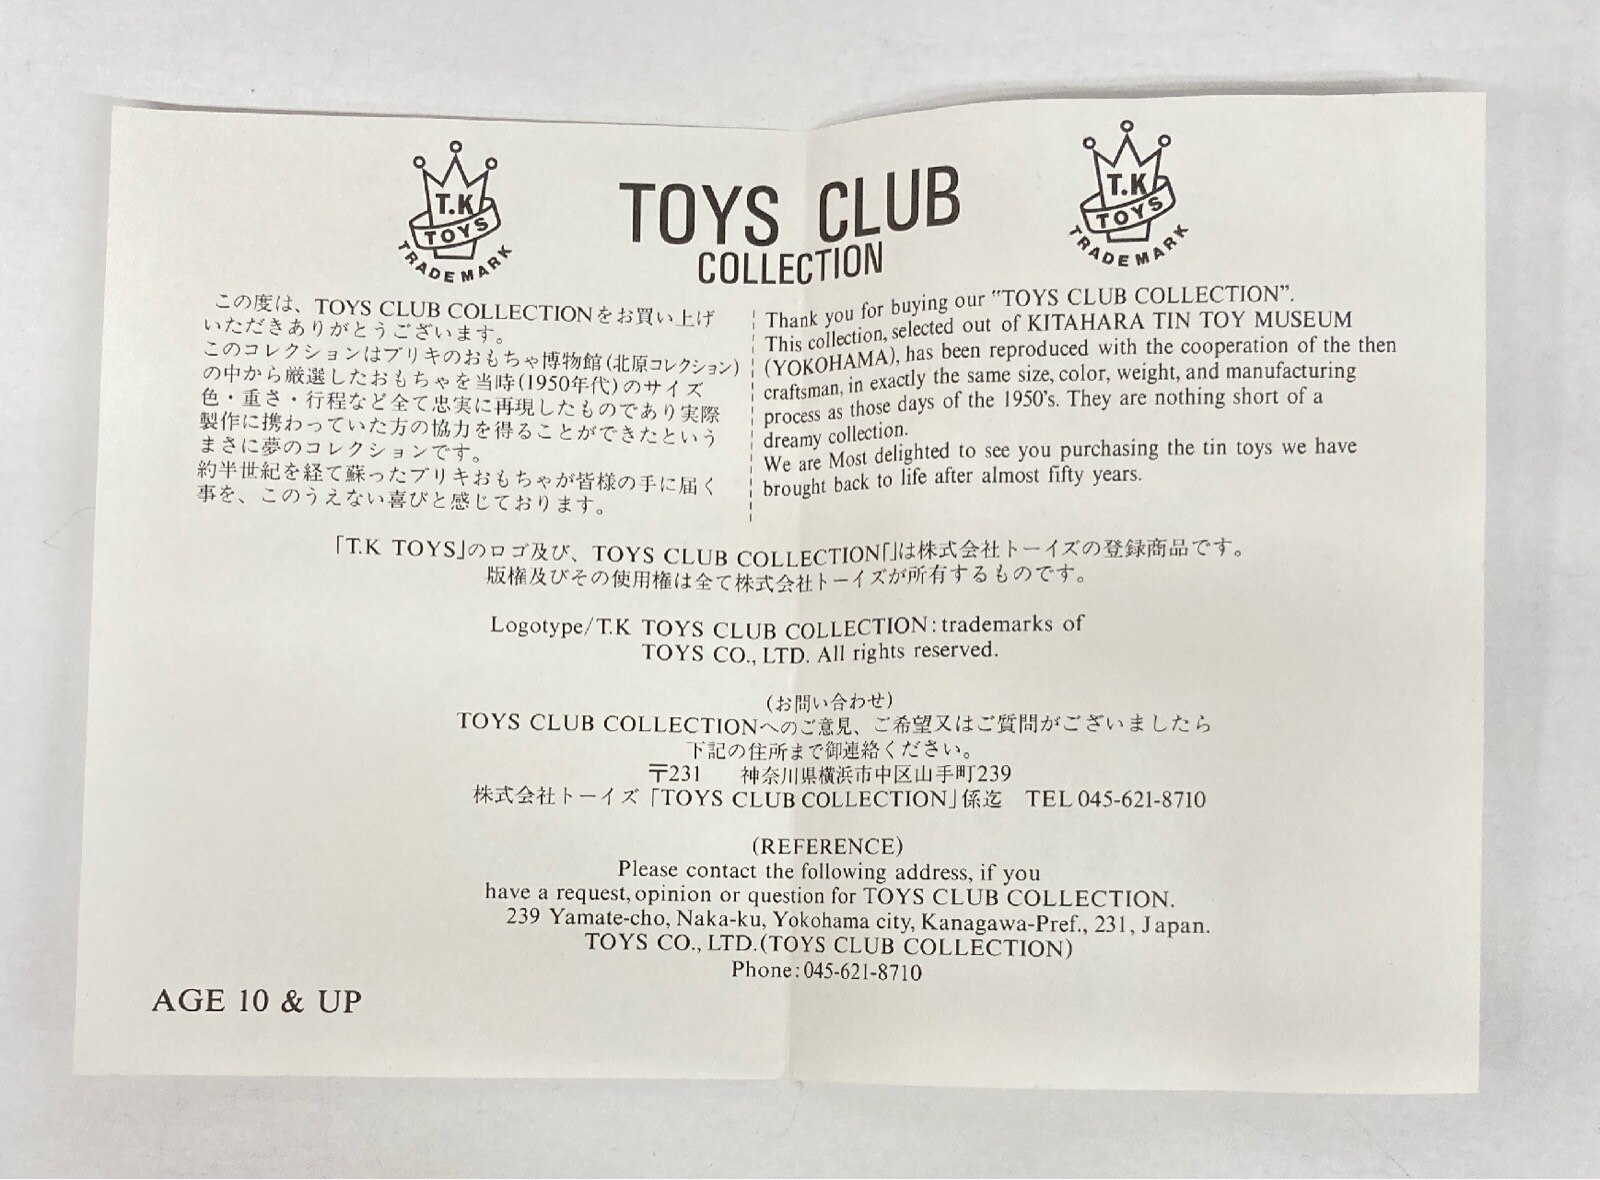 T.K
TOYS
TRADE MARK
TOYS CLUB
COLLECTION
T.K
TOYS
TRADE MARK
この度は、TOYS CLUB COLLECTIONをお買い上げ
いただきありがとうございます。
このコレクションはブリキのおもちゃ博物館(北原コレクション)
の中から厳選したおもちゃを当時(1950年代)のサイズ
色・重さ・行程など全て忠実に再現したものであり実際
製作に携わっていた方の協力を得ることができたという
まさに夢のコレクションです。
約半世紀を経て蘇ったブリキおもちゃが皆様の手に届く
事を、このうえない喜びと感じております。
Thank you for buying our "TOYS CLUB COLLECTION".
This collection, selected out of KITAHARA TIN TOY MUSEUM
(YOKOHAMA), has been reproduced with the cooperation of the then
craftsman, in exactly the same size, color, weight, and manufacturing
process as those days of the 1950's. They are nothing short of a
dreamy collection.
We are Most delighted to see you purchasing the tin toys we have
brought back to life after almost fifty years.
「T.K TOYS」のロゴ及び、TOYS CLUB COLLECTION「」は株式会社トーイズの登録商品です。
版権及びその使用権は全て株式会社トーイズが所有するものです。
Logotype/T.K TOYS CLUB COLLECTION: trademarks of
TOYS CO., LTD. All rights reserved.
(お問い合わせ)
TOYS CLUB COLLECTIONへのご意見、ご希望又はご質問がございましたら
下記の住所まで御連絡ください。
〒231 神奈川県横浜市中区山手町239
株式会社トーイズ「TOYS CLUB COLLECTION」係迄 TEL 045-621-8710
(REFERENCE)
Please contact the following address, if you
have a request, opinion or question for TOYS CLUB COLLECTION.
239 Yamate-cho, Naka-ku, Yokohama city, Kanagawa-Pref., 231, Japan.
TOYS CO., LTD. (TOYS CLUB COLLECTION)
Phone: 045-621-8710
AGE 10 & UP